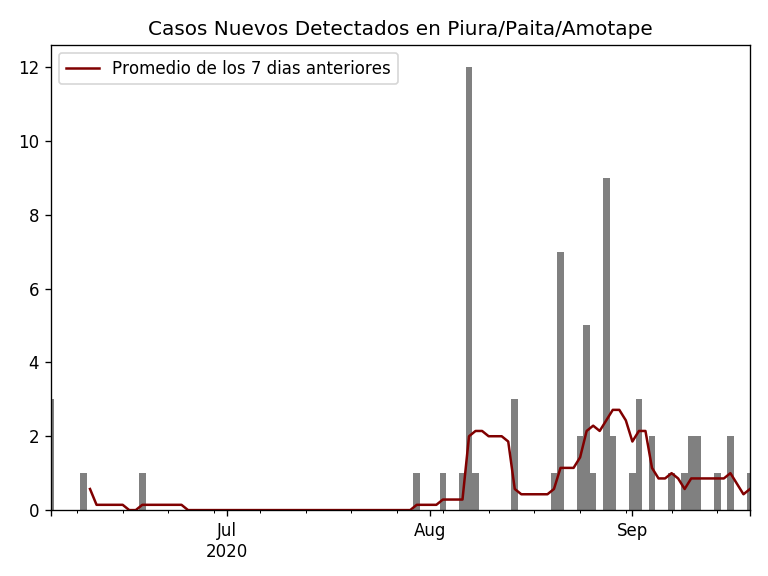 Casos Nuevos Detectados en Piura/Paita/Amotape
Promedio de los 7 dias anteriores
12
10
8
6
4
2
0
Jul
2020
Aug
Sep